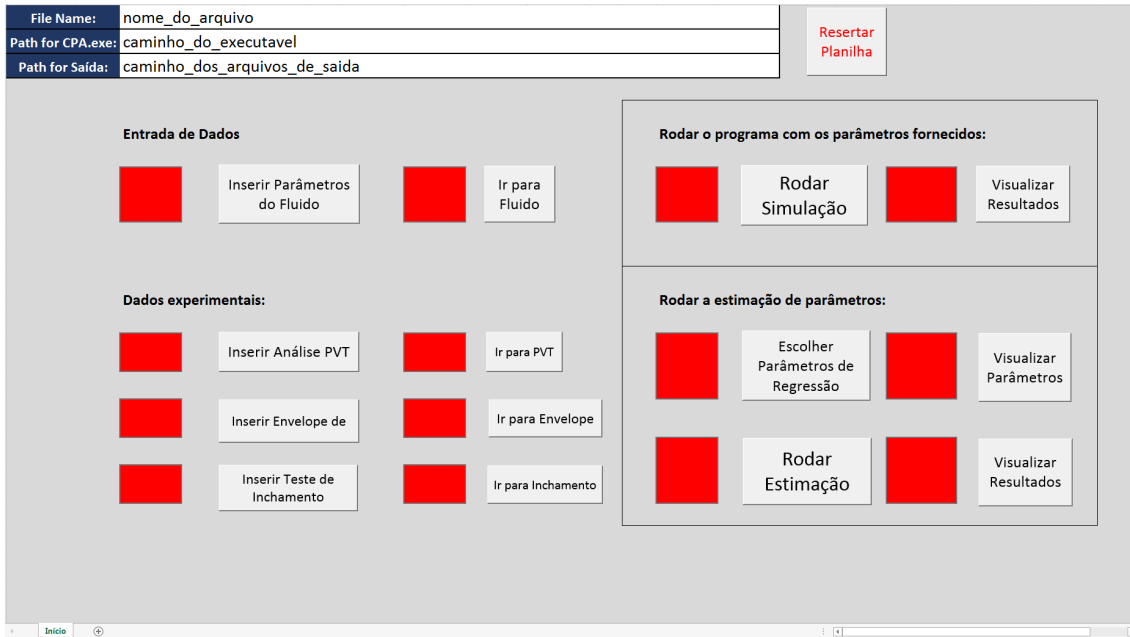 File Name: nome_do_arquivo
Path for CPA.exe: caminho_do_executavel
Path for Saída: caminho_dos_arquivos_de_saida
Resertar
Planilha
Entrada de Dados
Inserir Parâmetros
do Fluido
Ir para
Fluido
Dados experimentais:
Inserir Análise PVT
Ir para PVT
Inserir Envelope de
Ir para Envelope
Inserir Teste de
Inchamento
Ir para Inchamento
Rodar o programa com os parâmetros fornecidos:
Rodar
Simulação
Visualizar
Resultados
Rodar a estimação de parâmetros:
Escolher
Parâmetros de
Regressão
Visualizar
Parâmetros
Rodar
Estimação
Visualizar
Resultados
Início